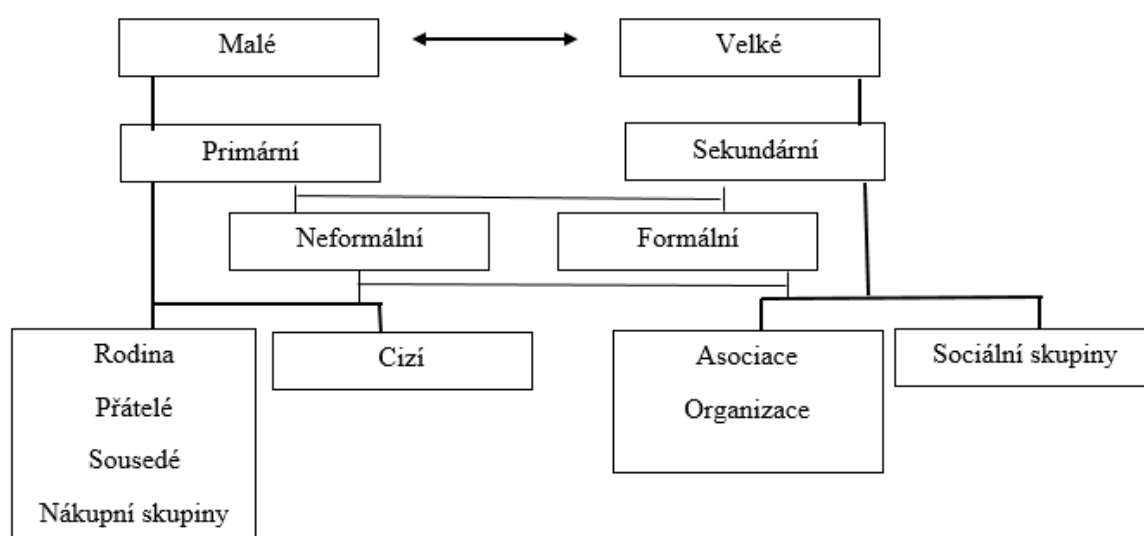 Malé
Velké
Primární
Sekundární
Neformální
Formální
Rodina
Přátelé
Sousedé
Nákupní skupiny
Cizí
Asociace
Organizace
Sociální skupiny